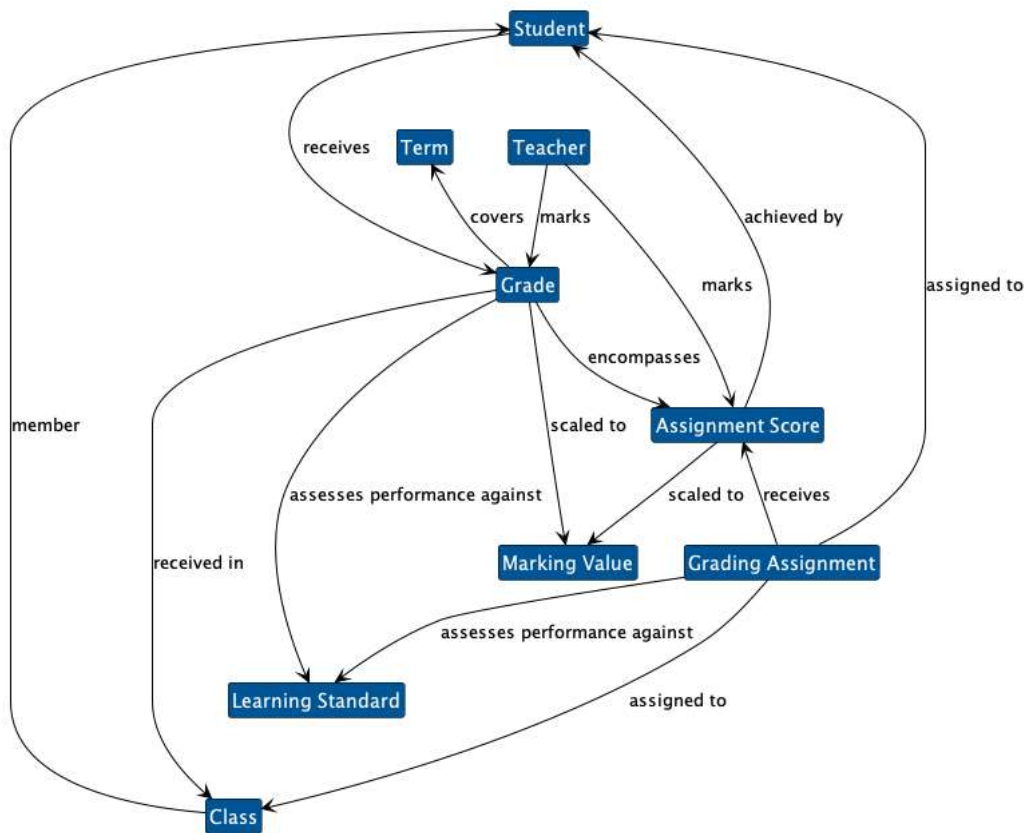 Student
receives
Term
Teacher
covers
marks
achieved by
Grade
marks
assigned to
encompasses
member
scaled to
Assignment Score
assesses performance against
scaled to
receives
received in
Marking Value
Grading Assignment
assesses performance against
Learning Standard
assigned to
Class